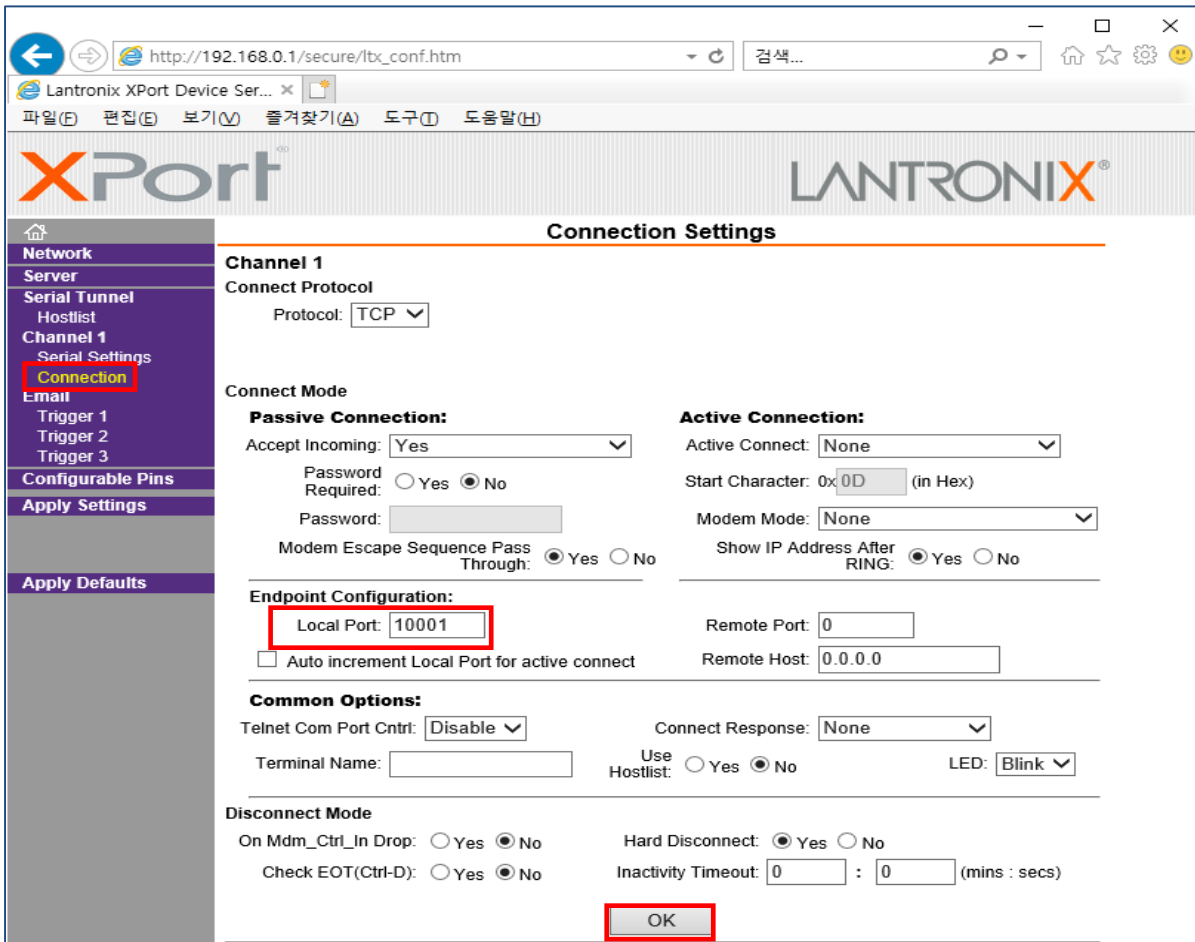 http://192.168.0.1/secure/ltx_conf.htm
검색...
Lantronix XPort Device Ser...
파일(F) 편집(E) 보기(V) 즐겨찾기(A) 도구(T) 도움말(H)
XPort®
LANTRONIX®
Network
Server
Serial Tunnel
Hostlist
Channel 1
Serial Settings
Connection
Email
Trigger 1
Trigger 2
Trigger 3
Configurable Pins
Apply Settings
Apply Defaults
Connection Settings
Channel 1
Connect Protocol
Protocol: TCP
Connect Mode
Passive Connection: Active Connection:
Accept Incoming: Yes Active Connect: None
Password Required: Yes No Start Character: 0x 0D (in Hex)
Password: Modem Mode: None
Modem Escape Sequence Pass Through: Yes No Show IP Address After RING: Yes No
Endpoint Configuration:
Local Port: 10001 Remote Port: 0
Auto increment Local Port for active connect Remote Host: 0.0.0.0
Common Options:
Telnet Com Port Cntrl: Disable Connect Response: None
Terminal Name: Use Hostlist: Yes No LED: Blink
Disconnect Mode
On Mdm_Ctrl_In Drop: Yes No Hard Disconnect: Yes No
Check EOT(Ctrl-D): Yes No Inactivity Timeout: 0 : 0 (mins : secs)
OK